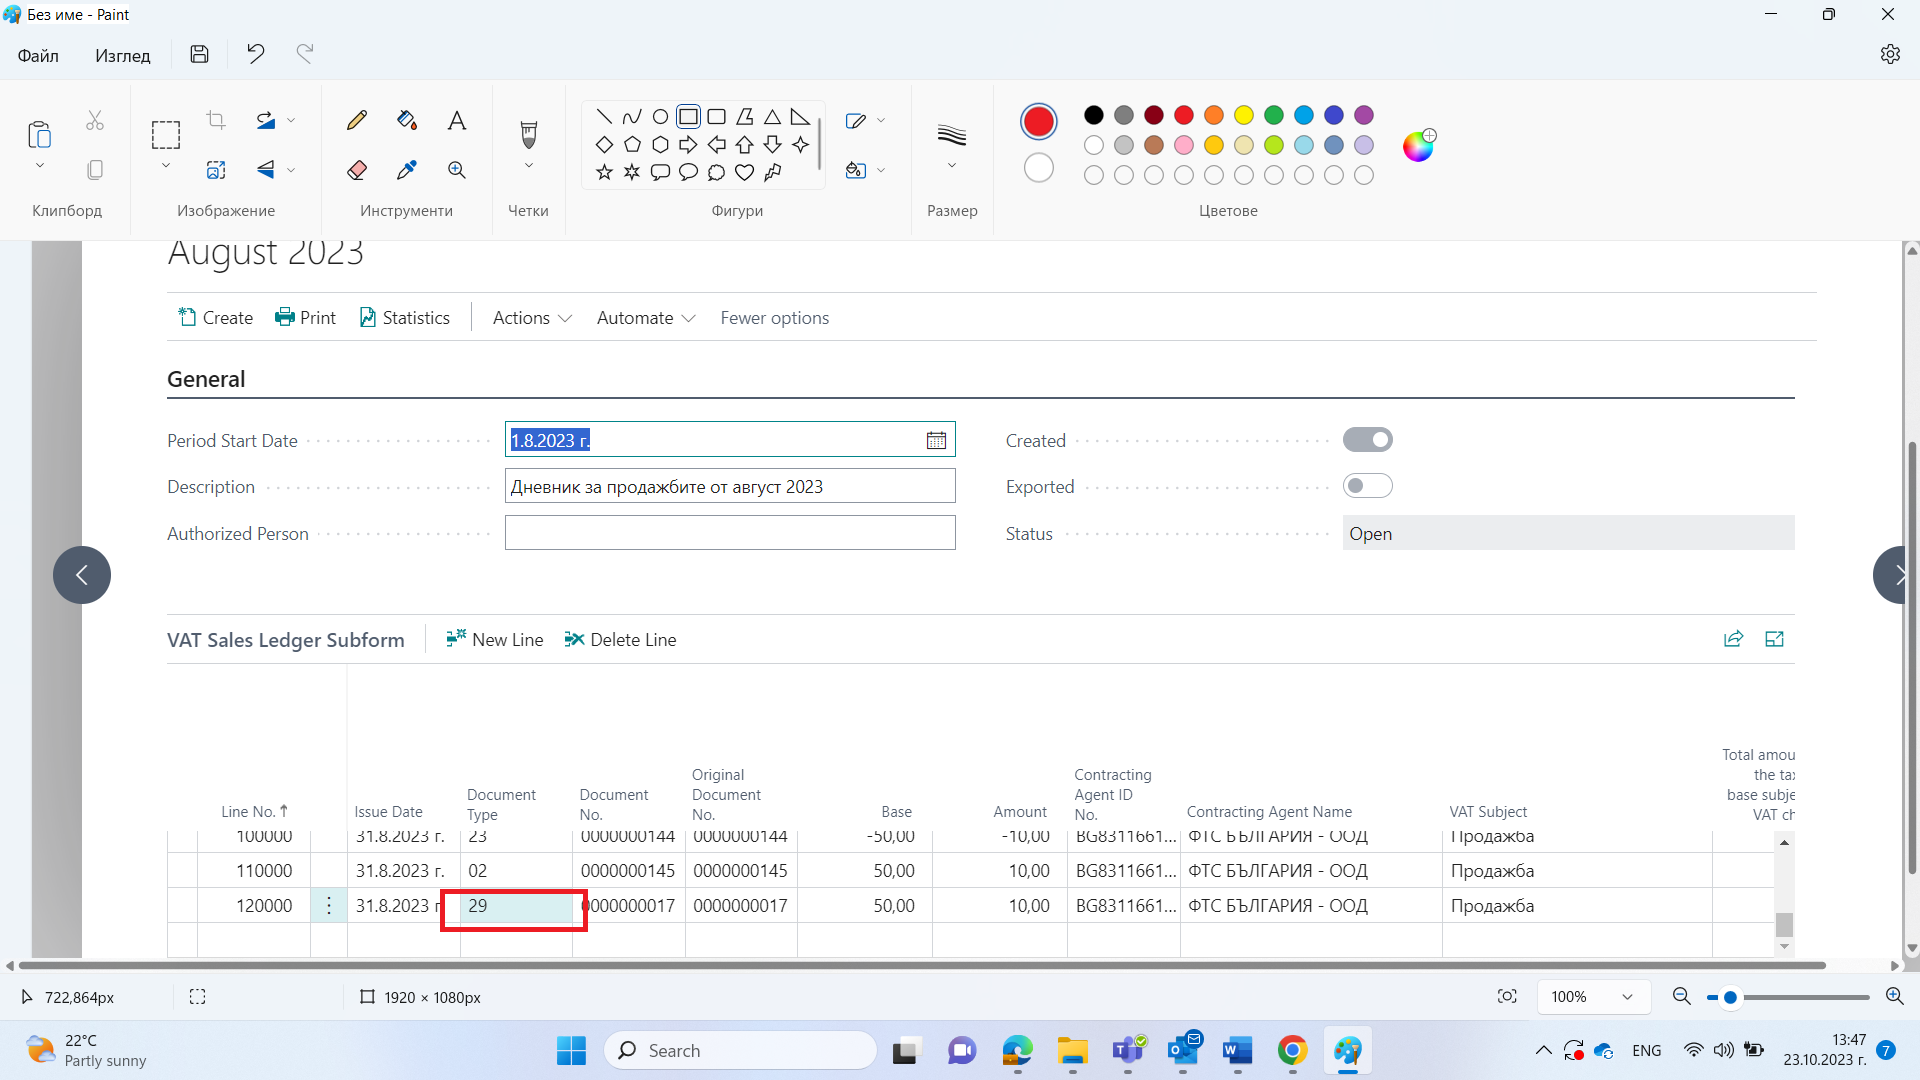 Без име - Paint
Файл Изглед
Клипборд Изображение Инструменти Четки Фигури Размер Цветове
August 2023
Create Print Statistics Actions Automate Fewer options
General
Period Start Date 1.8.2023 г. Created
Description Дневник за продажбите от август 2023 Exported
Authorized Person Status Open
VAT Sales Ledger Subform New Line Delete Line
Line No. ↑ Issue Date Document Type Document No. Original Document No. Base Amount Contracting Agent ID No. Contracting Agent Name VAT Subject Total amou the tax base subje VAT ch
100000 31.8.2023 г. 23 0000000144 0000000144 -50,00 -10,00 BG8311661... ФТС БЪЛГАРИЯ - ООД Продажба
110000 31.8.2023 г. 02 0000000145 0000000145 50,00 10,00 BG8311661... ФТС БЪЛГАРИЯ - ООД Продажба
120000 31.8.2023 г 29 0000000017 0000000017 50,00 10,00 BG8311661... ФТС БЪЛГАРИЯ - ООД Продажба
722,864px 1920 × 1080px 100%
22°C
Partly sunny
Search
ENG
13:47
23.10.2023 г.
7